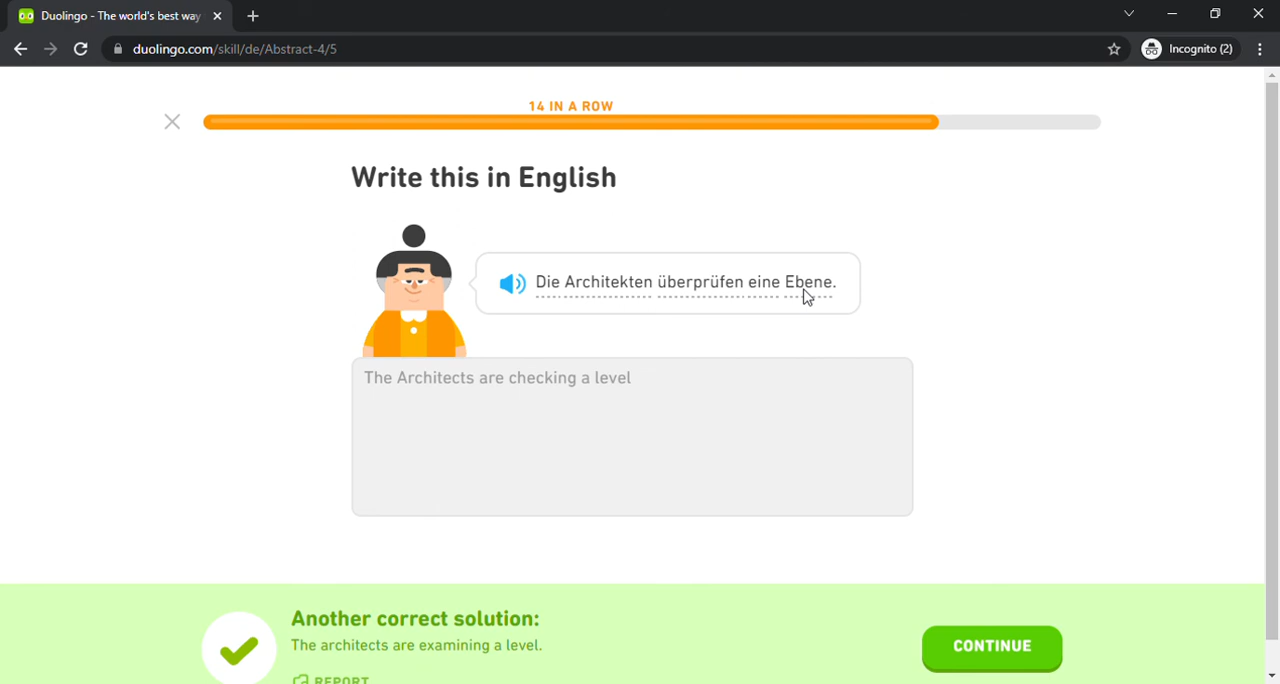 Duolingo - The world's best way
duolingo.com/skill/de/Abstract-4/5
Incognito (2)
14 IN A ROW
Write this in English
Die Architekten überprüfen eine Ebene.
The Architects are checking a level
Another correct solution:
The architects are examining a level.
CONTINUE
REPORT